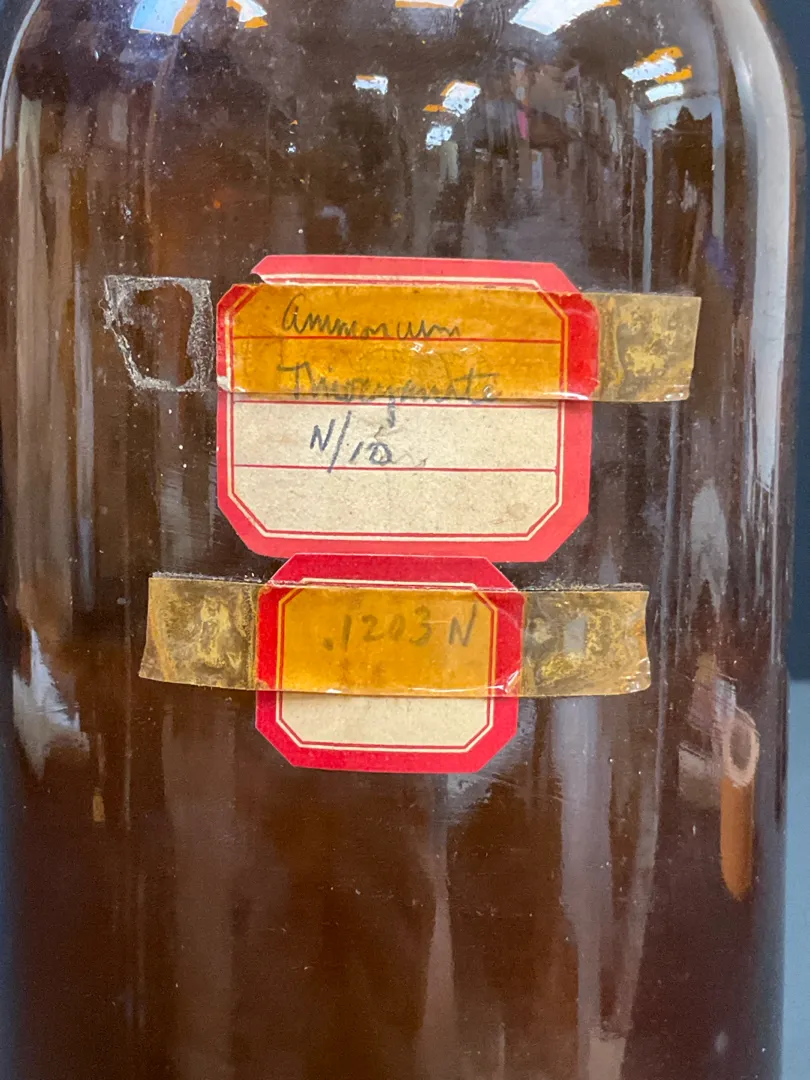 Ammonium
Thiocyanate
N/10
.1203 N